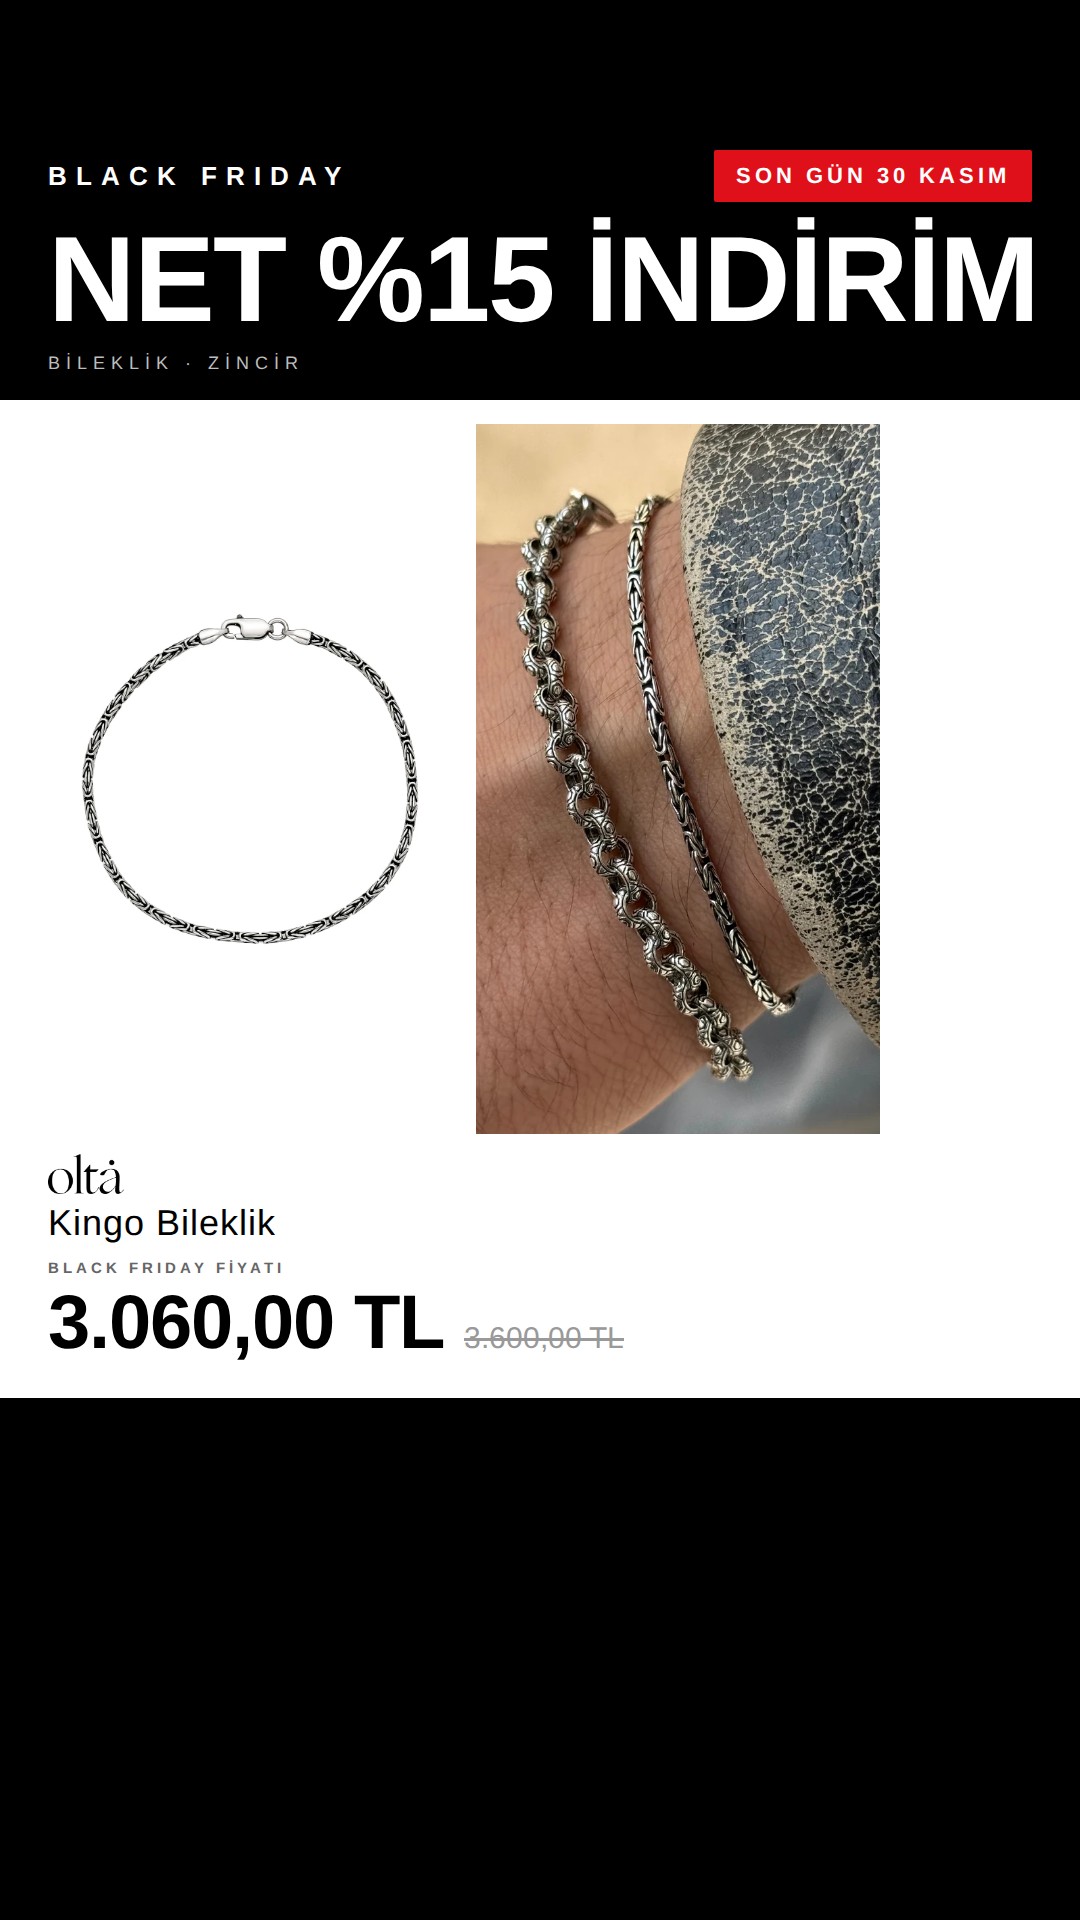 BLACK FRIDAY
SON GÜN 30 KASIM
NET %15 İNDİRİM
BİLEKLİK · ZİNCİR
oltȧ
Kingo Bileklik
BLACK FRIDAY FİYATI
3.060,00 TL 3.600,00 TL